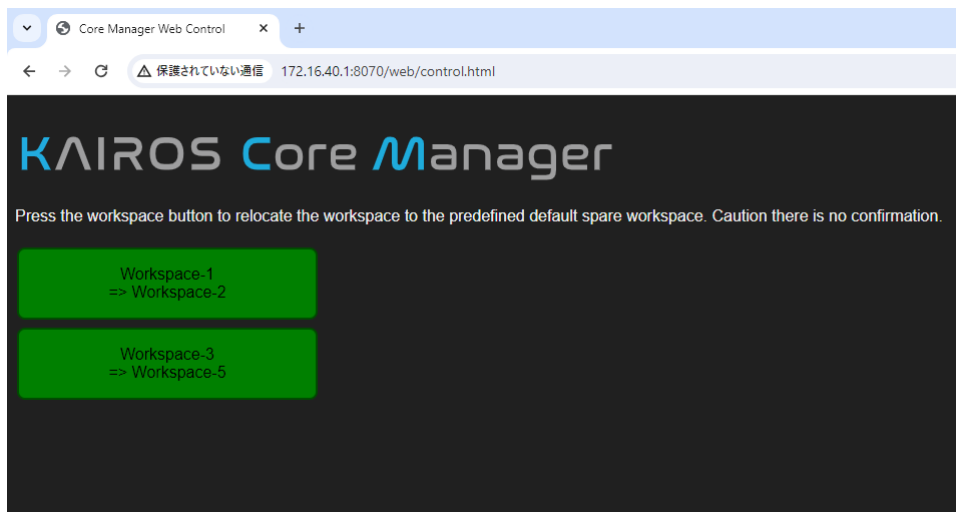 Core Manager Web Control
保護されていない通信 172.16.40.1:8070/web/control.html
KAIROS Core Manager
Press the workspace button to relocate the workspace to the predefined default spare workspace. Caution there is no confirmation.
Workspace-1
=> Workspace-2
Workspace-3
=> Workspace-5